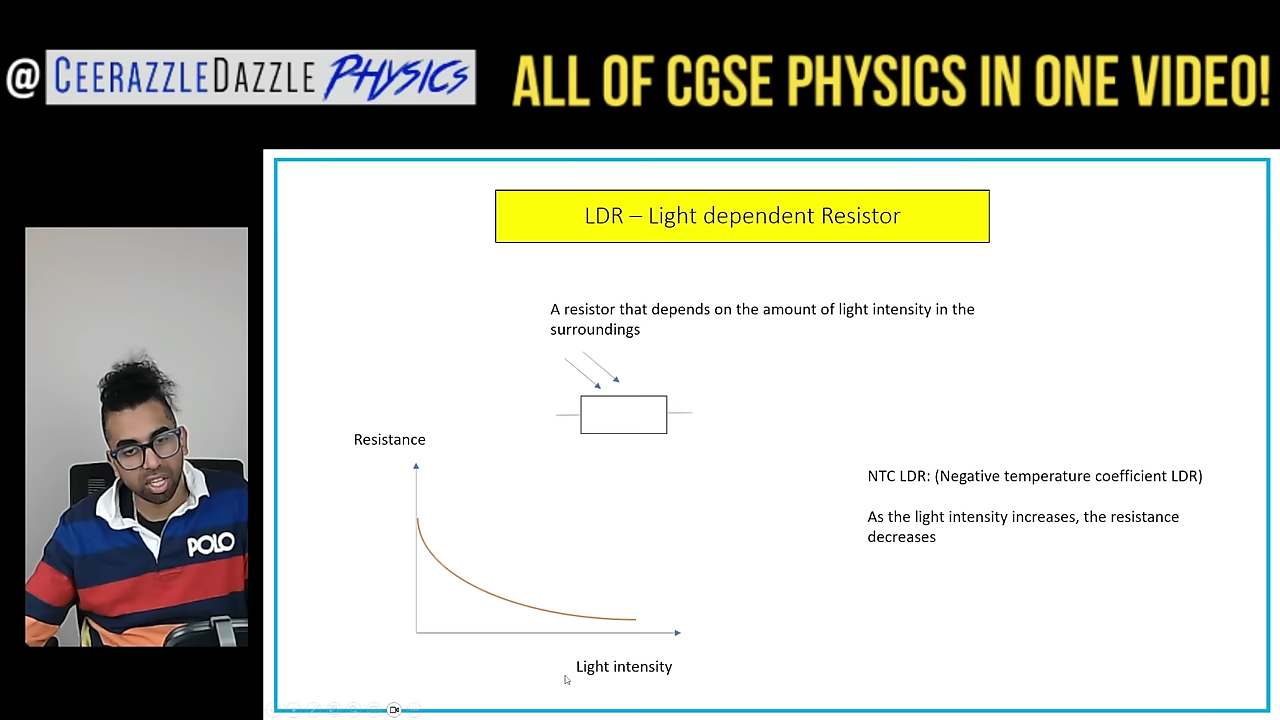 @ CEERAZZLEDAZZLE PHYSICS
ALL OF CGSE PHYSICS IN ONE VIDEO!
LDR – Light dependent Resistor
A resistor that depends on the amount of light intensity in the
surroundings
Resistance
NTC LDR: (Negative temperature coefficient LDR)
As the light intensity increases, the resistance
decreases
POLO
Light intensity